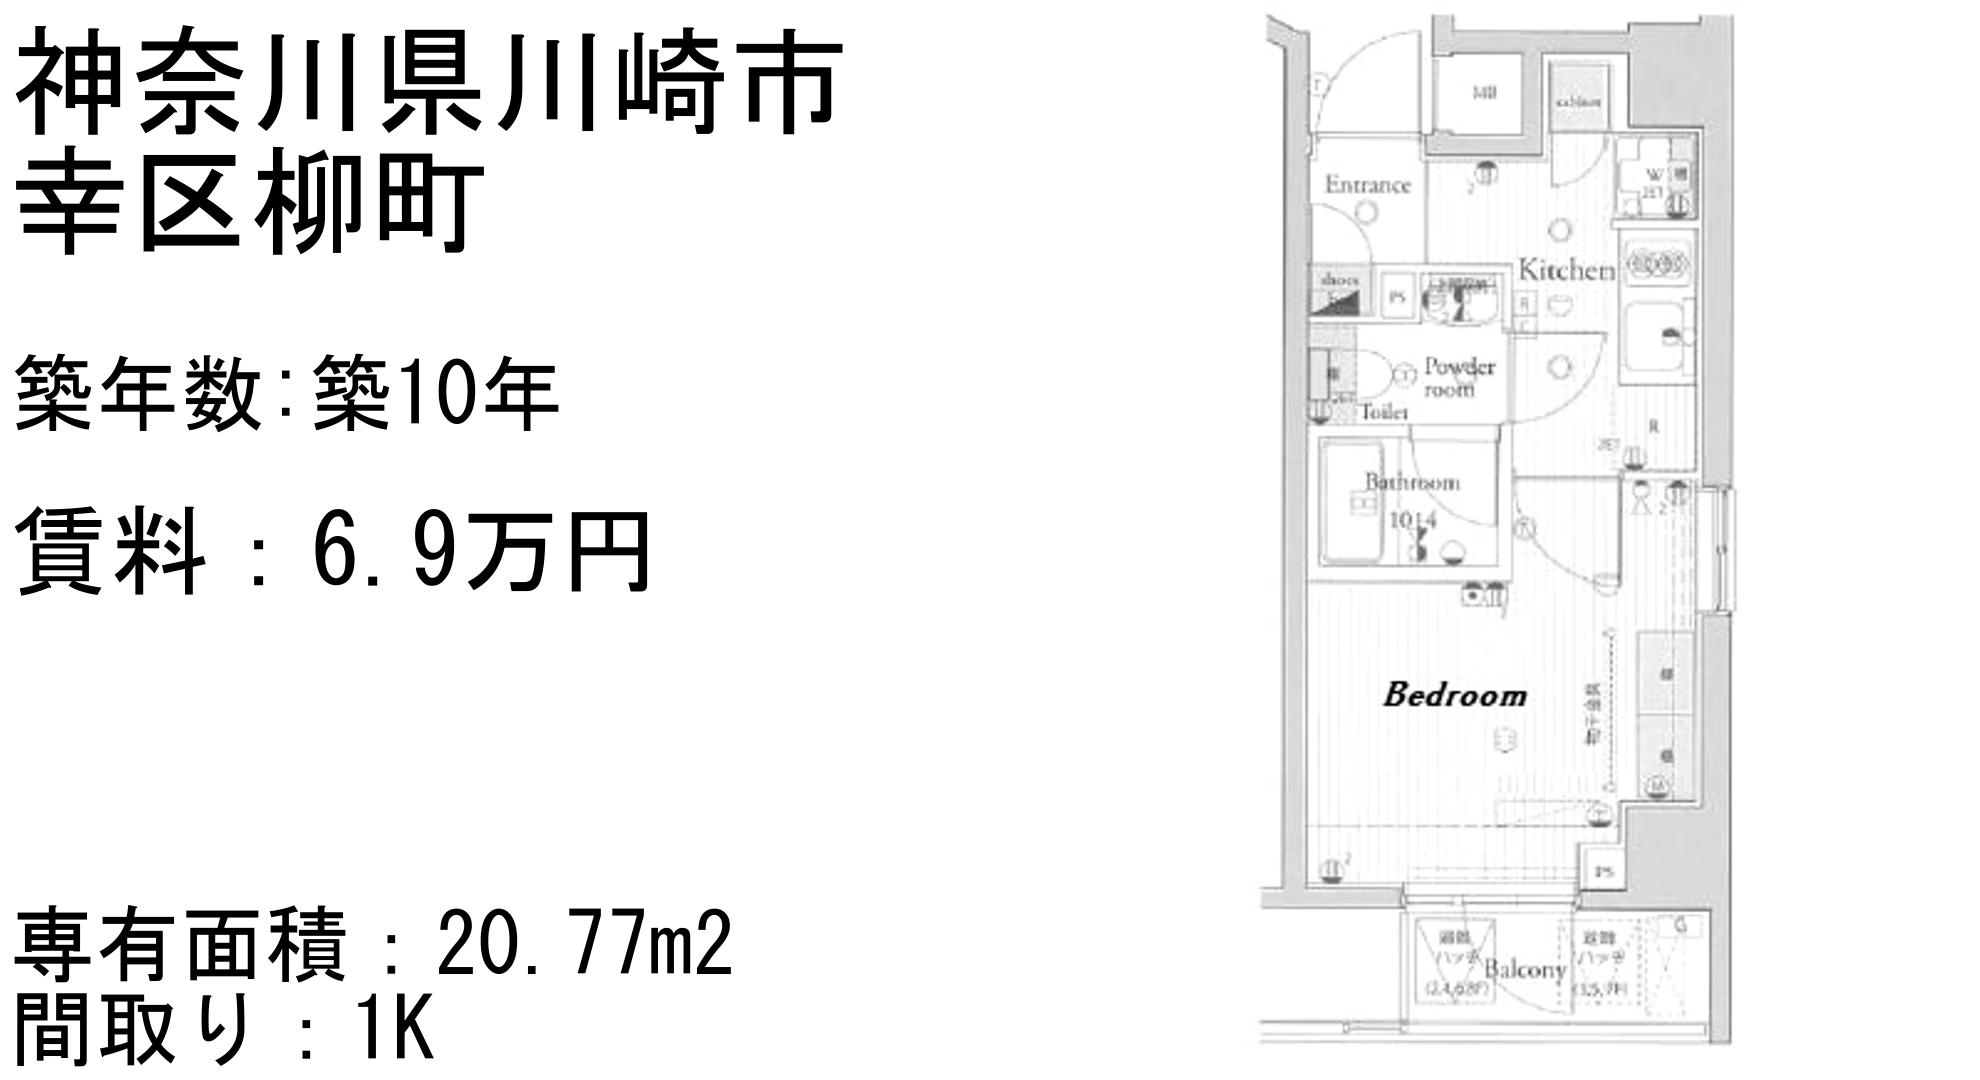 神奈川県川崎市
幸区柳町
築年数:築10年
賃料：6.9万円
専有面積：20.77m2
間取り：1K
MB
cabinet
Entrance
W
2
Kitchen
shoes
PS
Powder
room
Toilet
R
Bathroom
1014
2
Bedroom
2
PS
避難
ハッチ
(2,4,6,8F)
Balcony
避難
ハッチ
(3,5,7F)
G